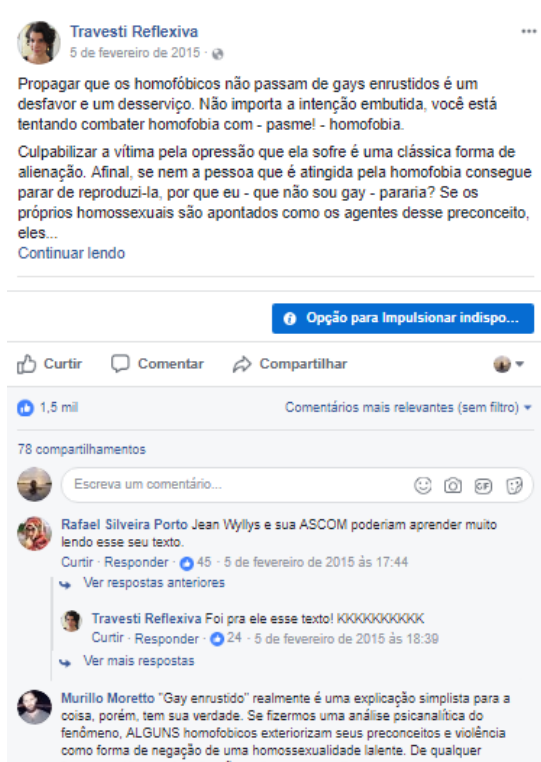 Travesti Reflexiva
5 de fevereiro de 2015
Propagar que os homofóbicos não passam de gays enrustidos é um
desfavor e um desserviço. Não importa a intenção embutida, você está
tentando combater homofobia com - pasme! - homofobia.
Culpabilizar a vítima pela opressão que ela sofre é uma clássica forma de
alienação. Afinal, se nem a pessoa que é atingida pela homofobia consegue
parar de reproduzi-la, por que eu - que não sou gay - pararia? Se os
próprios homossexuais são apontados como os agentes desse preconceito,
eles...
Continuar lendo
Opção para Impulsionar indispo...
Curtir Comentar Compartilhar
1,5 mil Comentários mais relevantes (sem filtro)
78 compartilhamentos
Escreva um comentário... GIF
Rafael Silveira Porto Jean Wyllys e sua ASCOM poderiam aprender muito
lendo esse seu texto.
Curtir · Responder · 45 · 5 de fevereiro de 2015 às 17:44
Ver respostas anteriores
Travesti Reflexiva Foi pra ele esse texto! KKKKKKKKKK
Curtir · Responder · 24 · 5 de fevereiro de 2015 às 18:39
Ver mais respostas
Murillo Moretto "Gay enrustido" realmente é uma explicação simplista para a
coisa, porém, tem sua verdade. Se fizermos uma análise psicanalítica do
fenômeno, ALGUNS homofobicos exteriorizam seus preconceitos e violência
como forma de negação de uma homossexualidade lalente. De qualquer